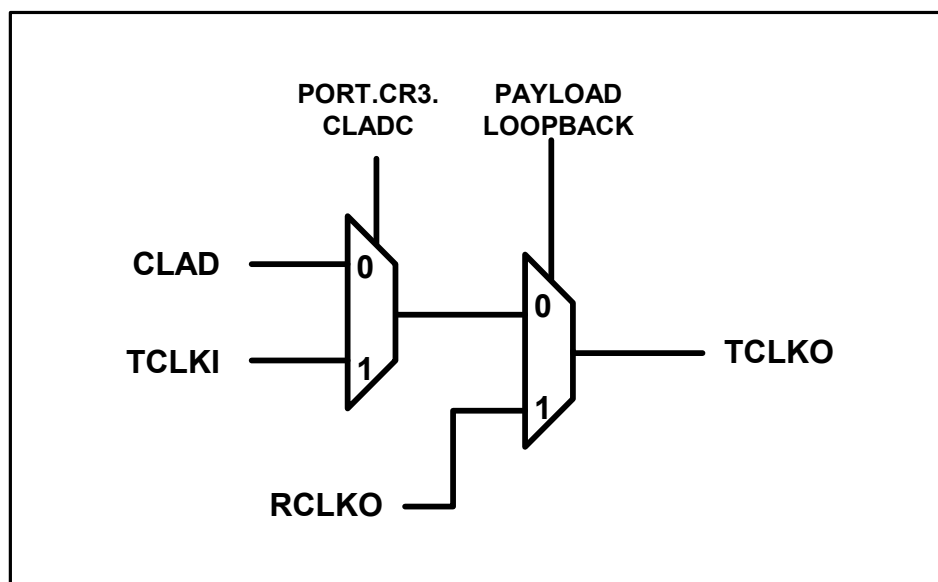 PORT.CR3.
CLADC
PAYLOAD
LOOPBACK
CLAD
0
TCLKI
1
0
1
TCLKO
RCLKO